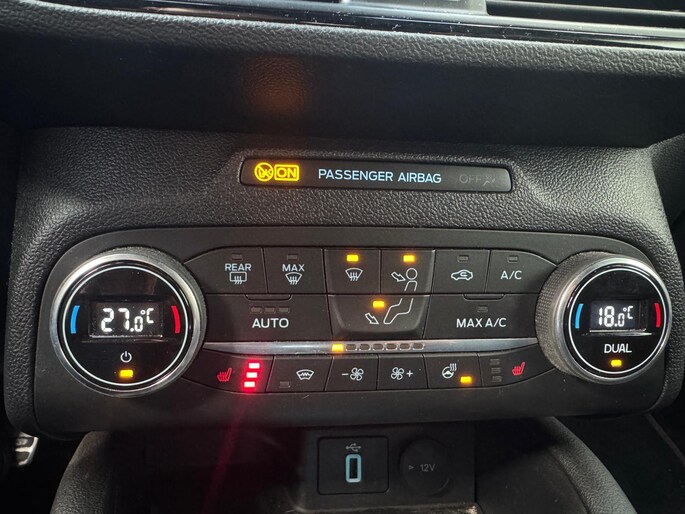 ON PASSENGER AIRBAG OFF
REAR MAX A/C
27.0°C 18.0°C
AUTO MAX A/C
DUAL
- +
12V